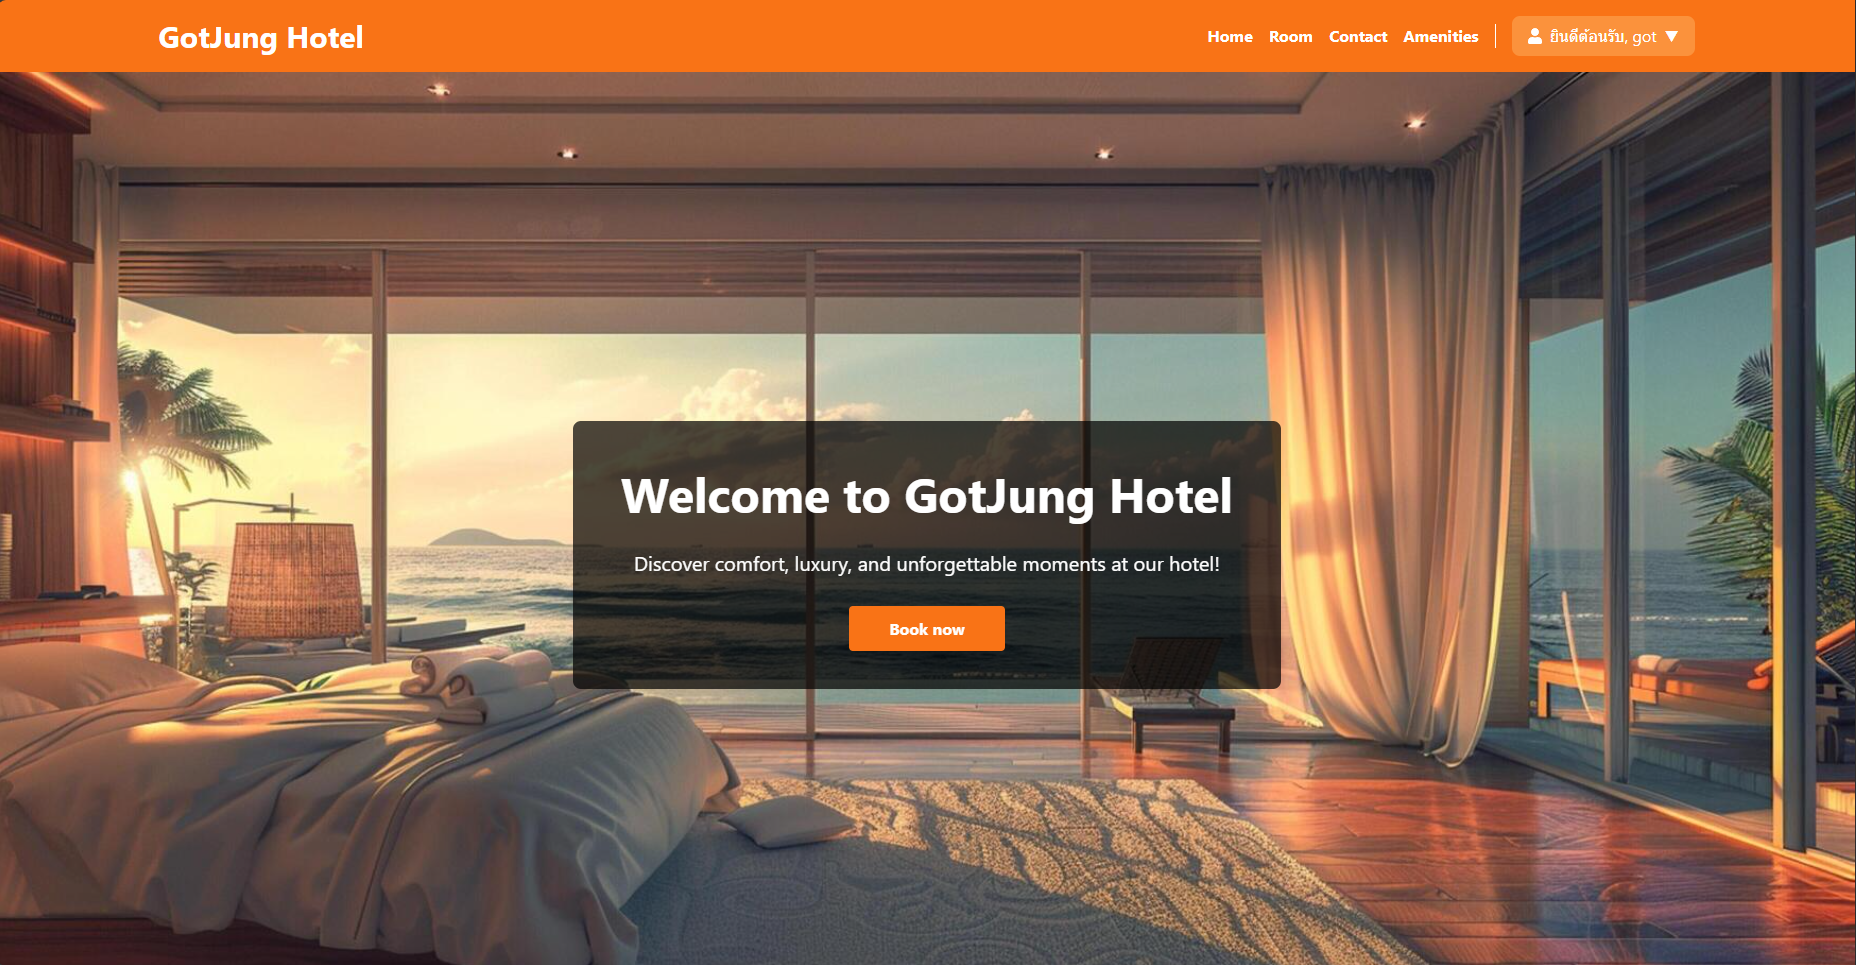 GotJung Hotel
Home Room Contact Amenities ยินดีต้อนรับ, got ▼
Welcome to GotJung Hotel
Discover comfort, luxury, and unforgettable moments at our hotel!
Book now